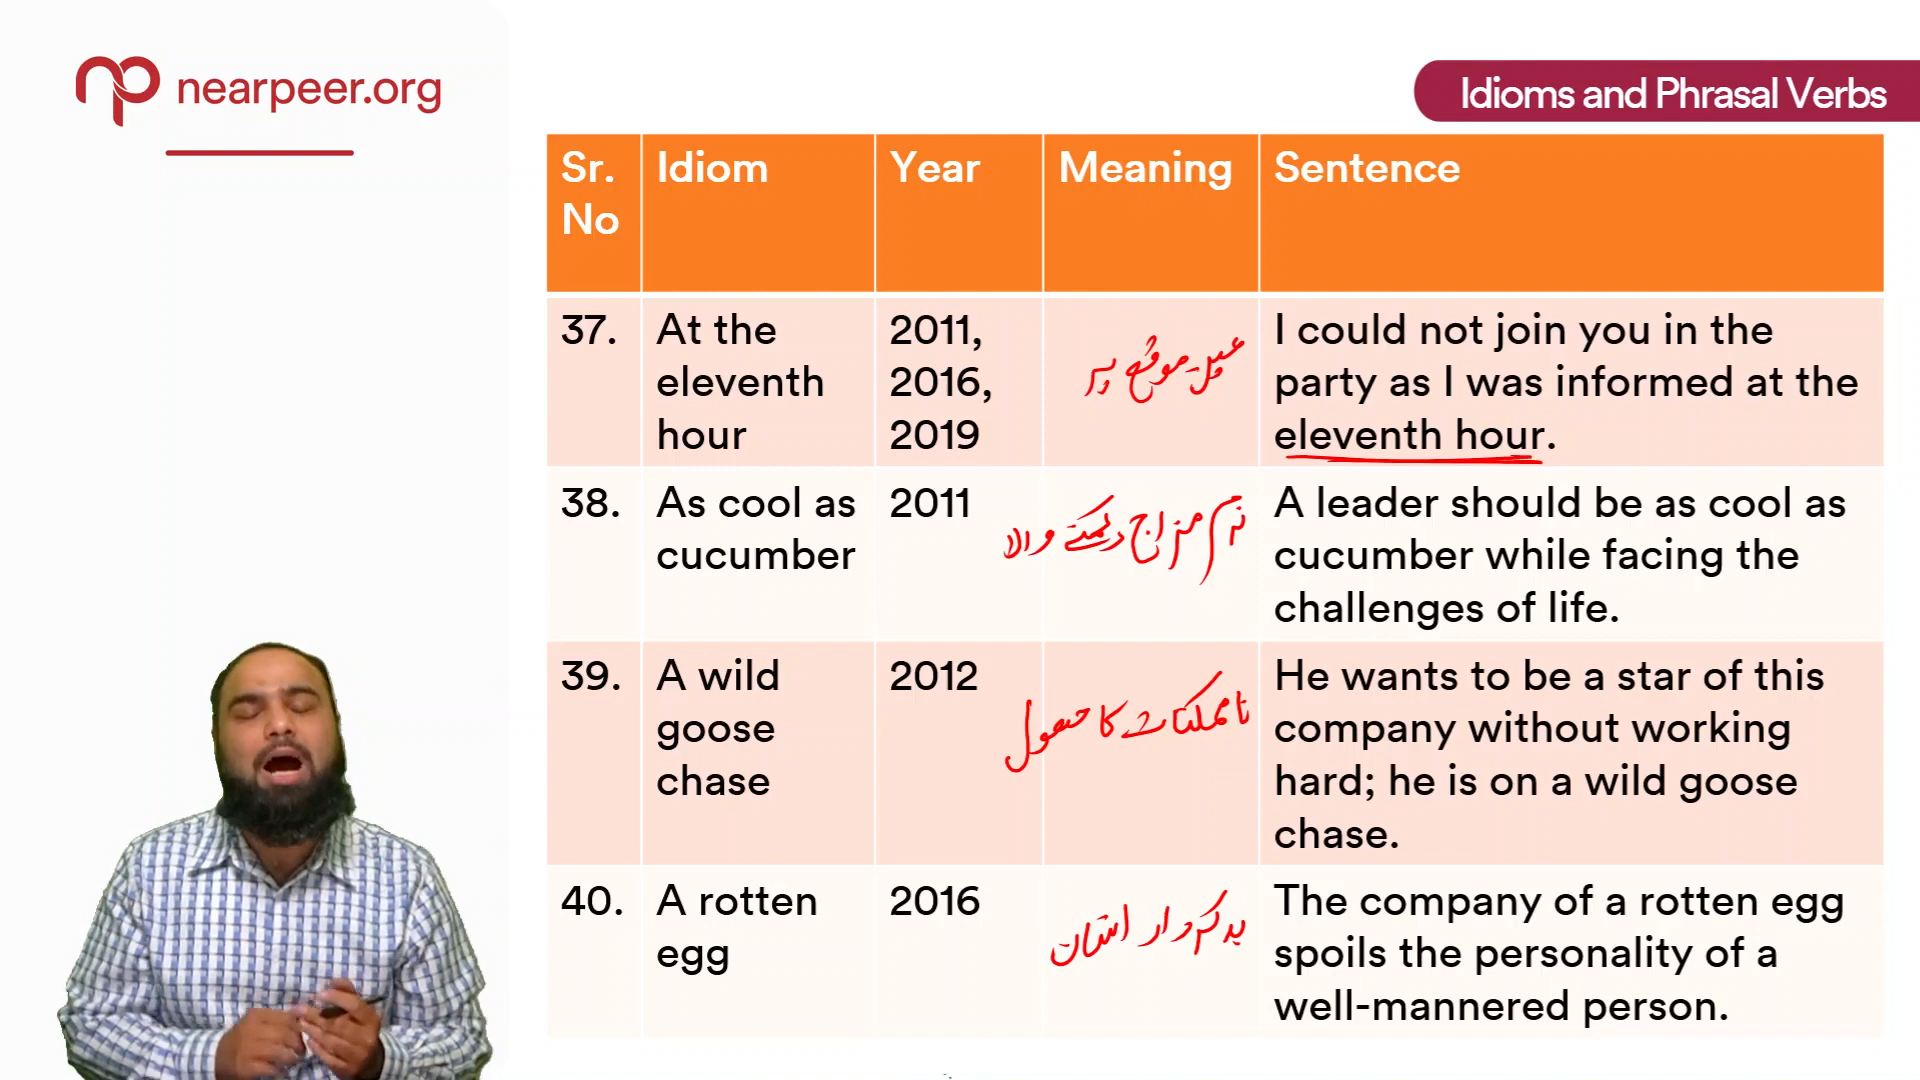 nearpeer.org
Idioms and Phrasal Verbs
Sr. No
Idiom
Year
Meaning
Sentence
37.
At the
eleventh
hour
2011,
2016,
2019
عین موقع پر
I could not join you in the
party as I was informed at the
eleventh hour.
38.
As cool as
cucumber
2011
نرم مزاج رکھنے والا
A leader should be as cool as
cucumber while facing the
challenges of life.
39.
A wild
goose
chase
2012
ناممکنات کا حصول
He wants to be a star of this
company without working
hard; he is on a wild goose
chase.
40.
A rotten
egg
2016
بدکردار انسان
The company of a rotten egg
spoils the personality of a
well-mannered person.